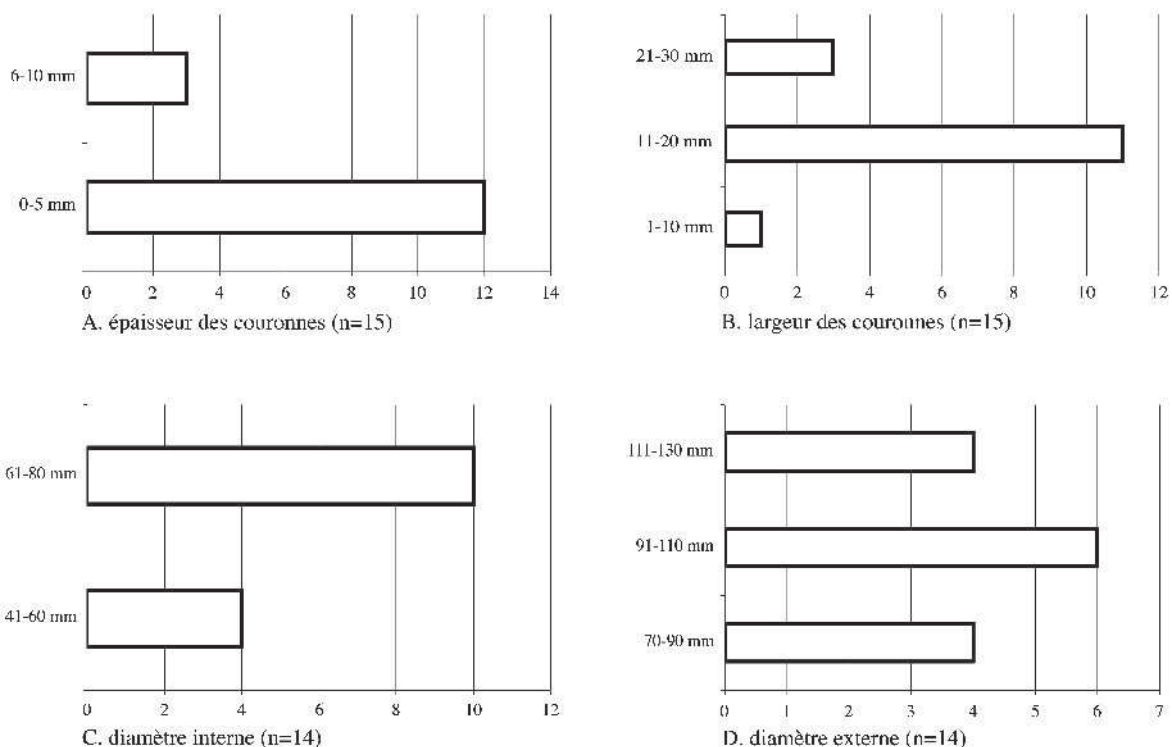 6-10 mm
0-5 mm
0 2 4 6 8 10 12 14
A. épaisseur des couronnes (n=15)
21-30 mm
11-20 mm
1-10 mm
0 2 4 6 8 10 12
B. largeur des couronnes (n=15)
61-80 mm
41-60 mm
0 2 4 6 8 10 12
C. diamètre interne (n=14)
111-130 mm
91-110 mm
70-90 mm
0 1 2 3 4 5 6 7
D. diamètre externe (n=14)